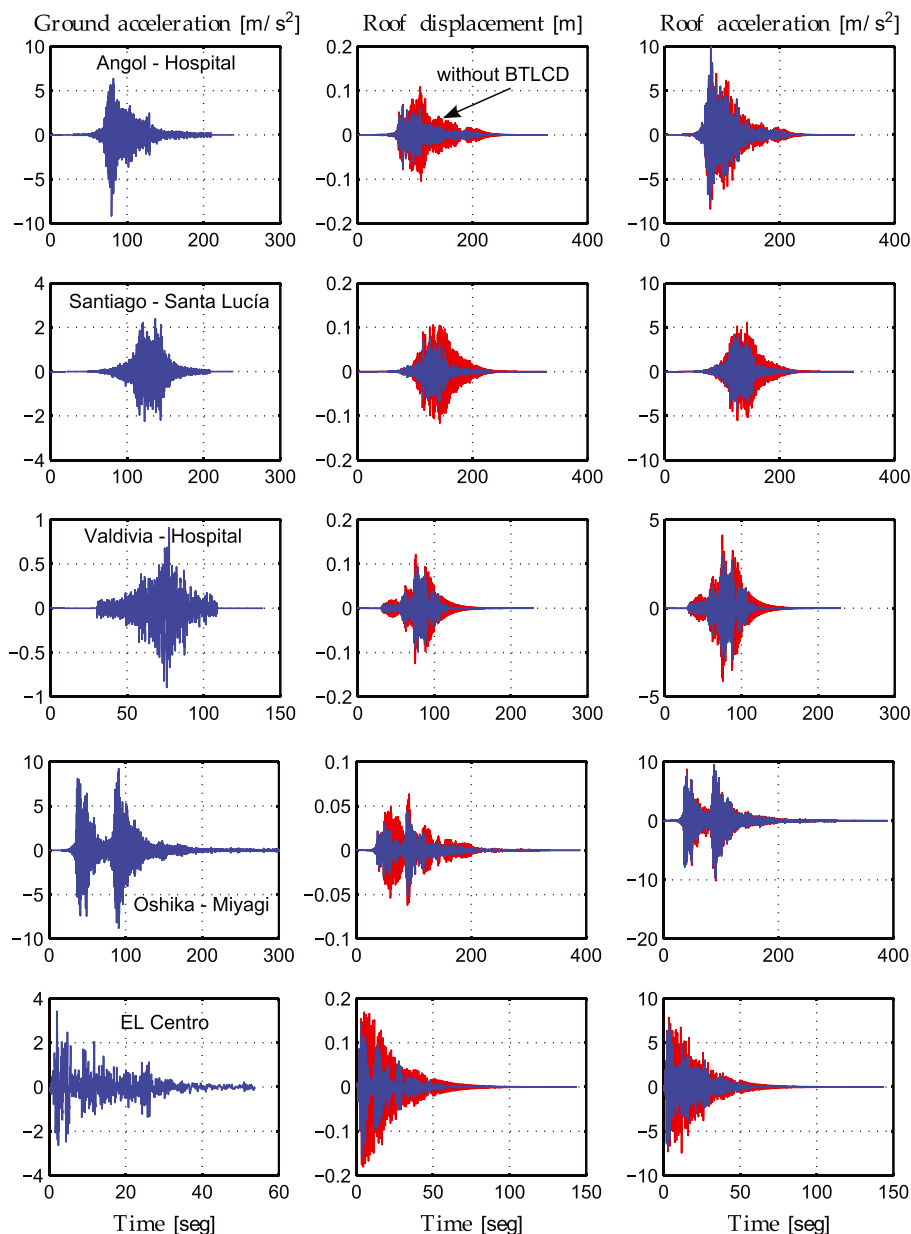 Ground acceleration [m/ s²] Roof displacement [m] Roof acceleration [m/ s²]
10 0.2 10
Angol - Hospital
without BTLCD
5 0.1 5
0 0 0
−5 −0.1 −5
−10 −0.2 −10
0 100 200 300 0 200 400 0 200 400
4 0.2 10
Santiago - Santa Lucía
2 0.1 5
0 0 0
−2 −0.1 −5
−4 −0.2 −10
0 100 200 300 0 200 400 0 200 400
1 0.2 5
Valdivia - Hospital
0.5 0.1
0 0 0
−0.5 −0.1
−1 −0.2 −5
0 50 100 150 0 100 200 300 0 100 200 300
10 0.1 10
5 0.05
0 0 0
−5 −0.05 −10
Oshika - Miyagi
−10 −0.1 −20
0 100 200 300 0 200 400 0 200 400
4 0.2 10
EL Centro
2 0.1 5
0 0 0
−2 −0.1 −5
−4 −0.2 −10
0 20 40 60 0 50 100 150 0 50 100 150
Time [seg] Time [seg] Time [seg]